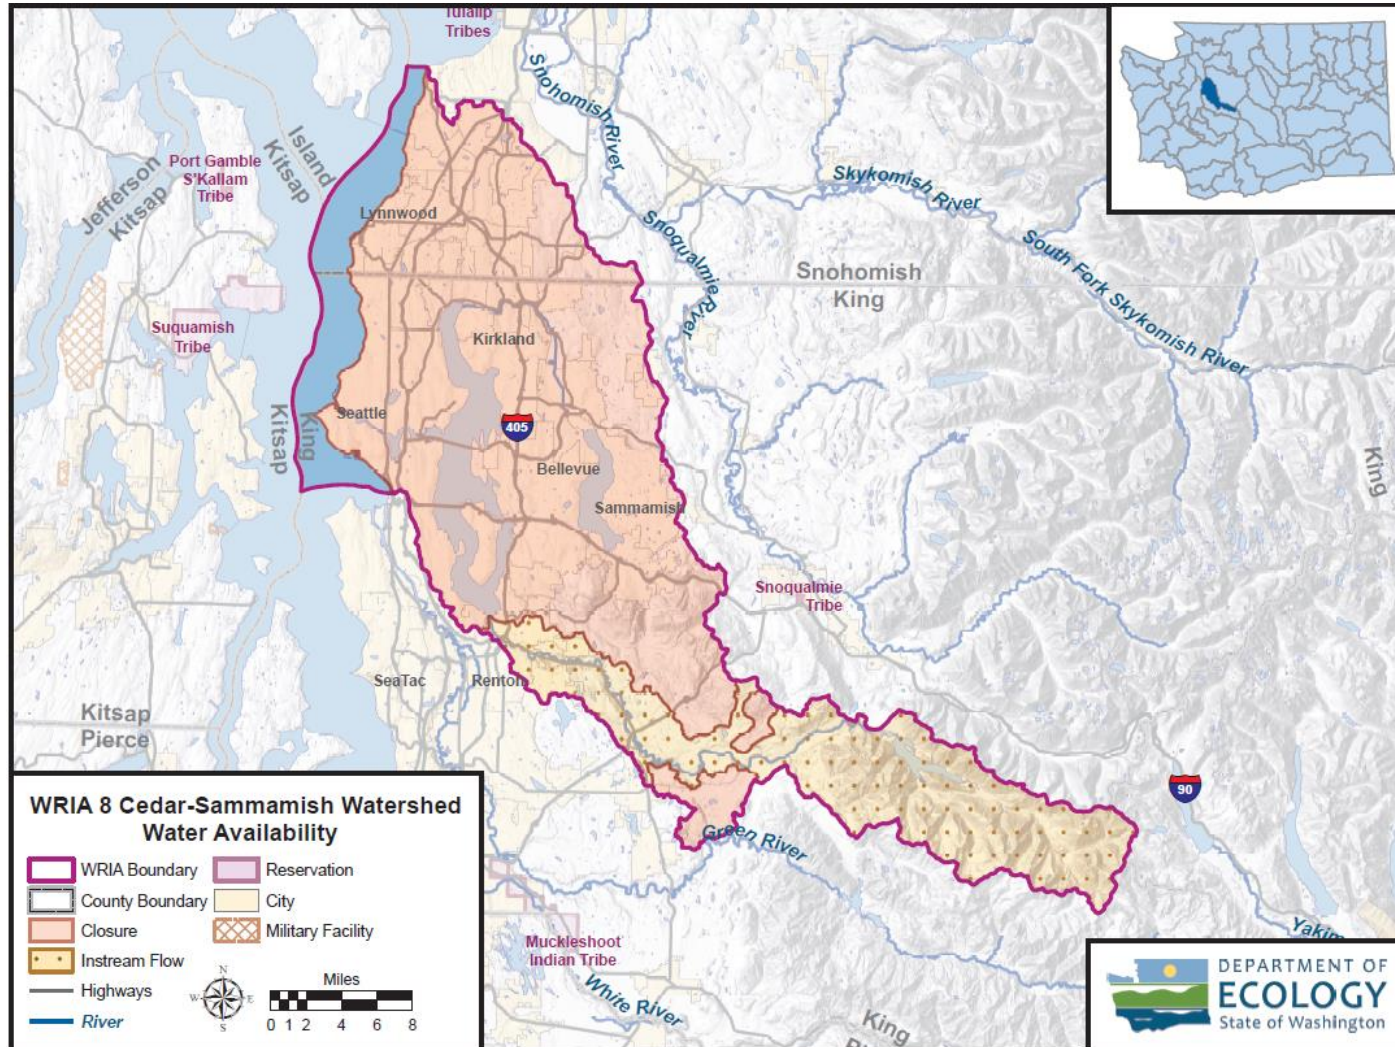 Tulalip
Tribes
Snohomish River
Island
Kitsap
Jefferson
Kitsap
Port Gamble
S'Kallam
Tribe
Skykomish River
Lynnwood
Snoqualmie
River
South Fork Skykomish River
Snohomish
King
Suquamish
Tribe
Kirkland
Seattle
King
Kitsap
405
Bellevue
King
Sammamish
Snoqualmie
Tribe
SeaTac
Renton
Kitsap
Pierce
90
Green River
Muckleshoot
Indian Tribe
White River
King
WRIA 8 Cedar-Sammamish Watershed
Water Availability
WRIA Boundary
Reservation
County Boundary
City
Closure
Military Facility
Instream Flow
Highways
River
N
W
E
S
Miles
0 1 2 4 6 8
DEPARTMENT OF
ECOLOGY
State of Washington